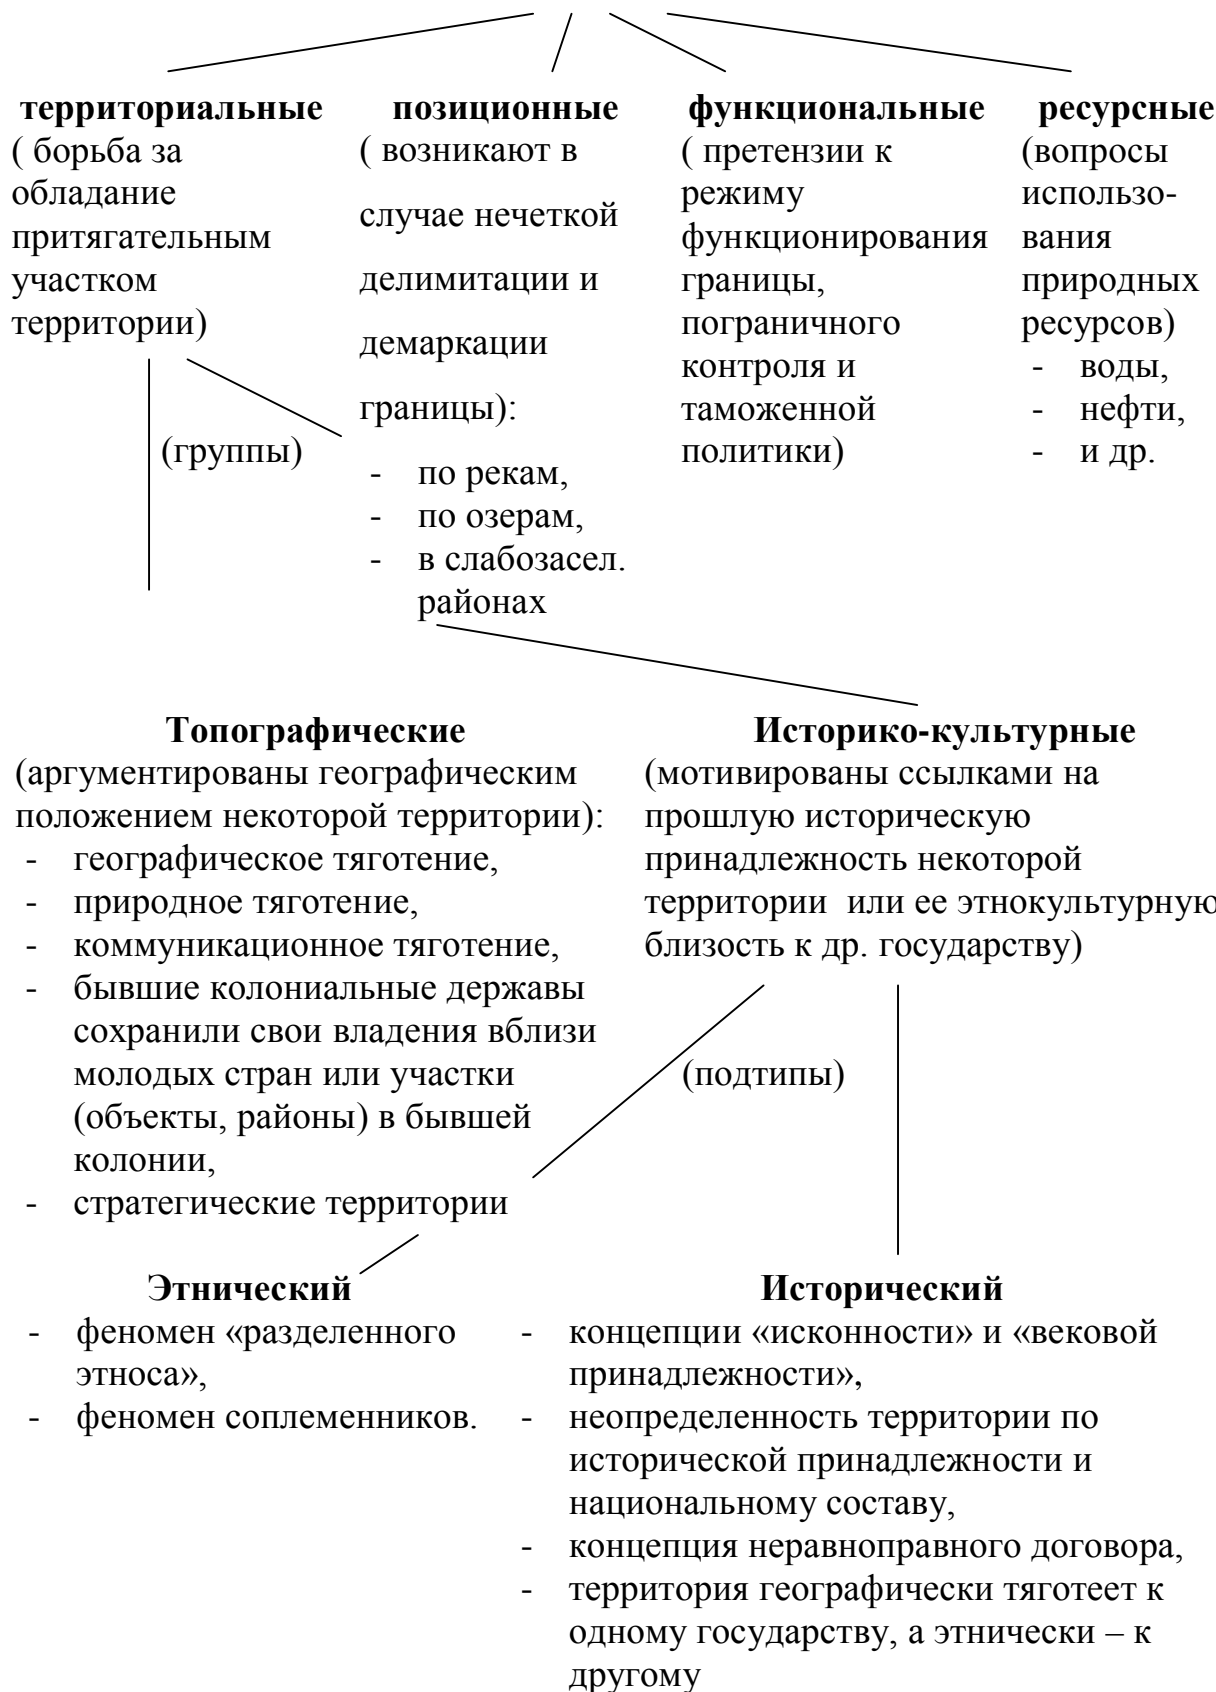 территориальные
( борьба за
обладание
притягательным
участком
территории)
позиционные
( возникают в
случае нечеткой
делимитации и
демаркации
границы):
- по рекам,
- по озерам,
- в слабозасел.
районах
функциональные
( претензии к
режиму
функционирования
границы,
пограничного
контроля и
таможенной
политики)
ресурсные
(вопросы
использо-
вания
природных
ресурсов)
- воды,
- нефти,
- и др.
(группы)
Топографические
(аргументированы географическим
положением некоторой территории):
- географическое тяготение,
- природное тяготение,
- коммуникационное тяготение,
- бывшие колониальные державы
сохранили свои владения вблизи
молодых стран или участки
(объекты, районы) в бывшей
колонии,
- стратегические территории
Историко-культурные
(мотивированы ссылками на
прошлую историческую
принадлежность некоторой
территории или ее этнокультурную
близость к др. государству)
(подтипы)
Этнический
- феномен «разделенного
этноса»,
- феномен соплеменников.
Исторический
- концепции «исконности» и «вековой
принадлежности»,
- неопределенность территории по
исторической принадлежности и
национальному составу,
- концепция неравноправного договора,
- территория географически тяготеет к
одному государству, а этнически – к
другому